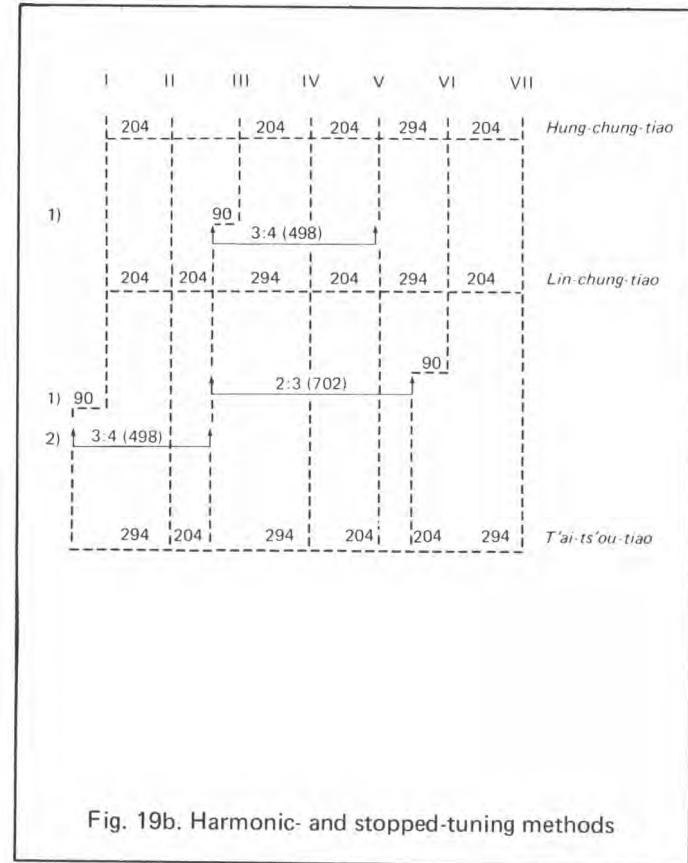 I II III IV V VI VII
204 204 204 294 204 Hung-chung-tiao
1) 90
3:4 (498)
204 204 294 204 294 204 Lin-chung-tiao
90
1) 90 2:3 (702)
2) 3:4 (498)
294 204 294 204 204 294 T'ai-ts'ou-tiao
Fig. 19b. Harmonic- and stopped-tuning methods